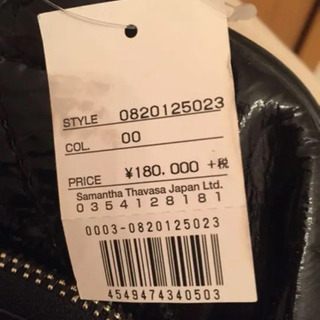 STYLE 0820125023
COL. 00
PRICE ¥180.000 +税
Samantha Thavasa Japan Ltd.
0354128181
0003-0820125023
4549474340503